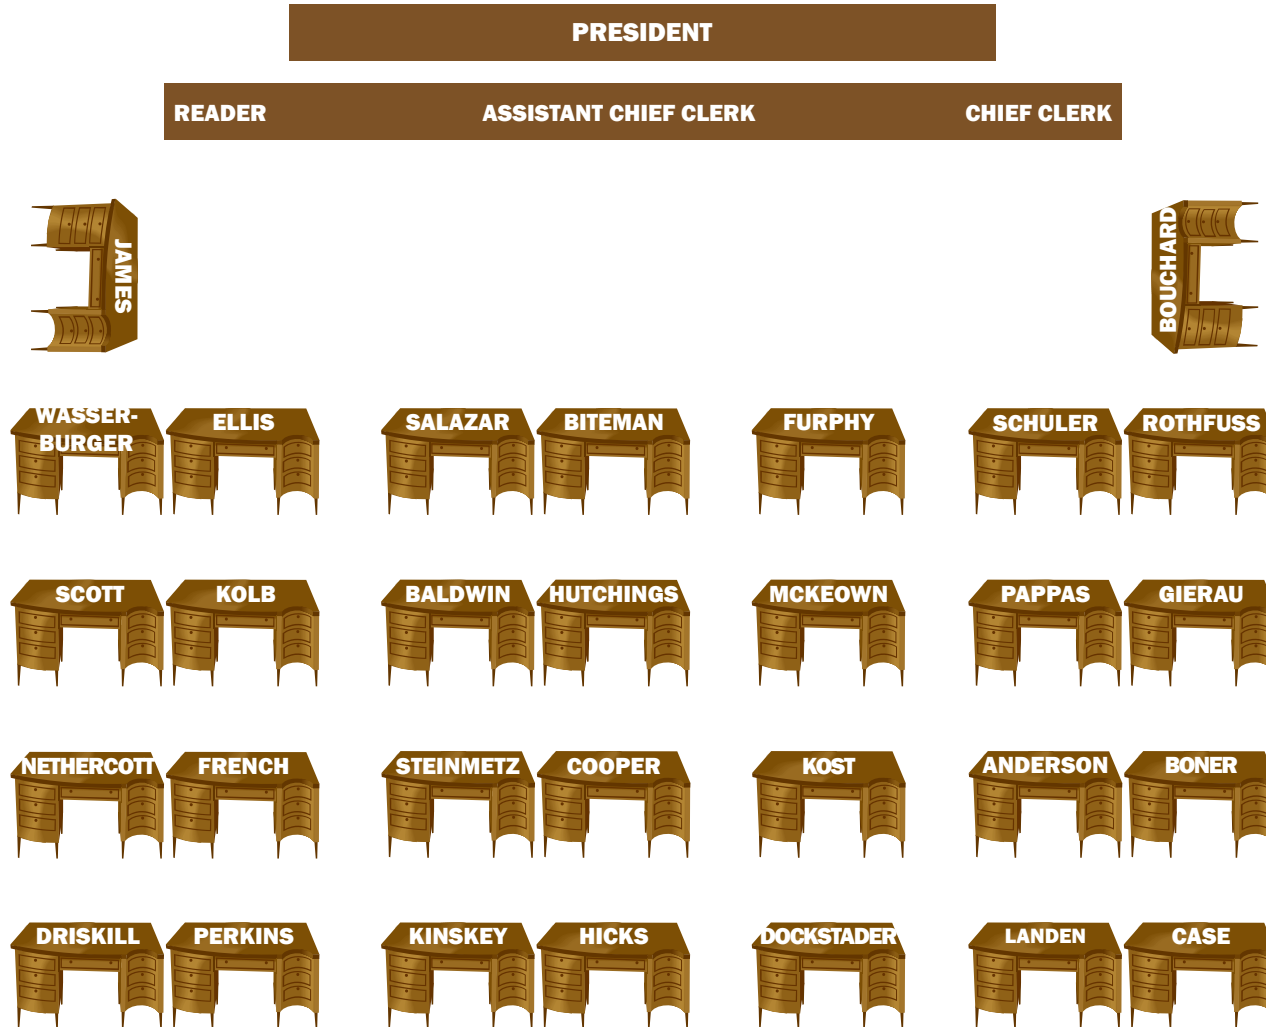 PRESIDENT
READER ASSISTANT CHIEF CLERK CHIEF CLERK
JAMES
BOUCHARD
WASSER-
BURGER
ELLIS
SALAZAR
BITEMAN
FURPHY
SCHULER
ROTHFUSS
SCOTT
KOLB
BALDWIN
HUTCHINGS
MCKEOWN
PAPPAS
GIERAU
NETHERCOTT
FRENCH
STEINMETZ
COOPER
KOST
ANDERSON
BONER
DRISKILL
PERKINS
KINSKEY
HICKS
DOCKSTADER
LANDEN
CASE